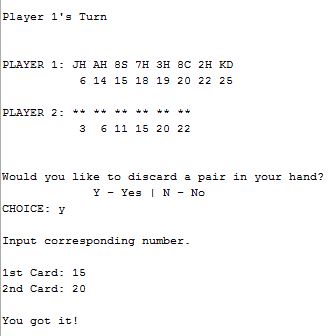 Player 1's Turn
PLAYER 1: JH AH 8S 7H 3H 8C 2H KD
6 14 15 18 19 20 22 25
PLAYER 2: ** ** ** ** ** **
3 6 11 15 20 22
Would you like to discard a pair in your hand?
Y - Yes | N - No
CHOICE: y
Input corresponding number.
1st Card: 15
2nd Card: 20
You got it!